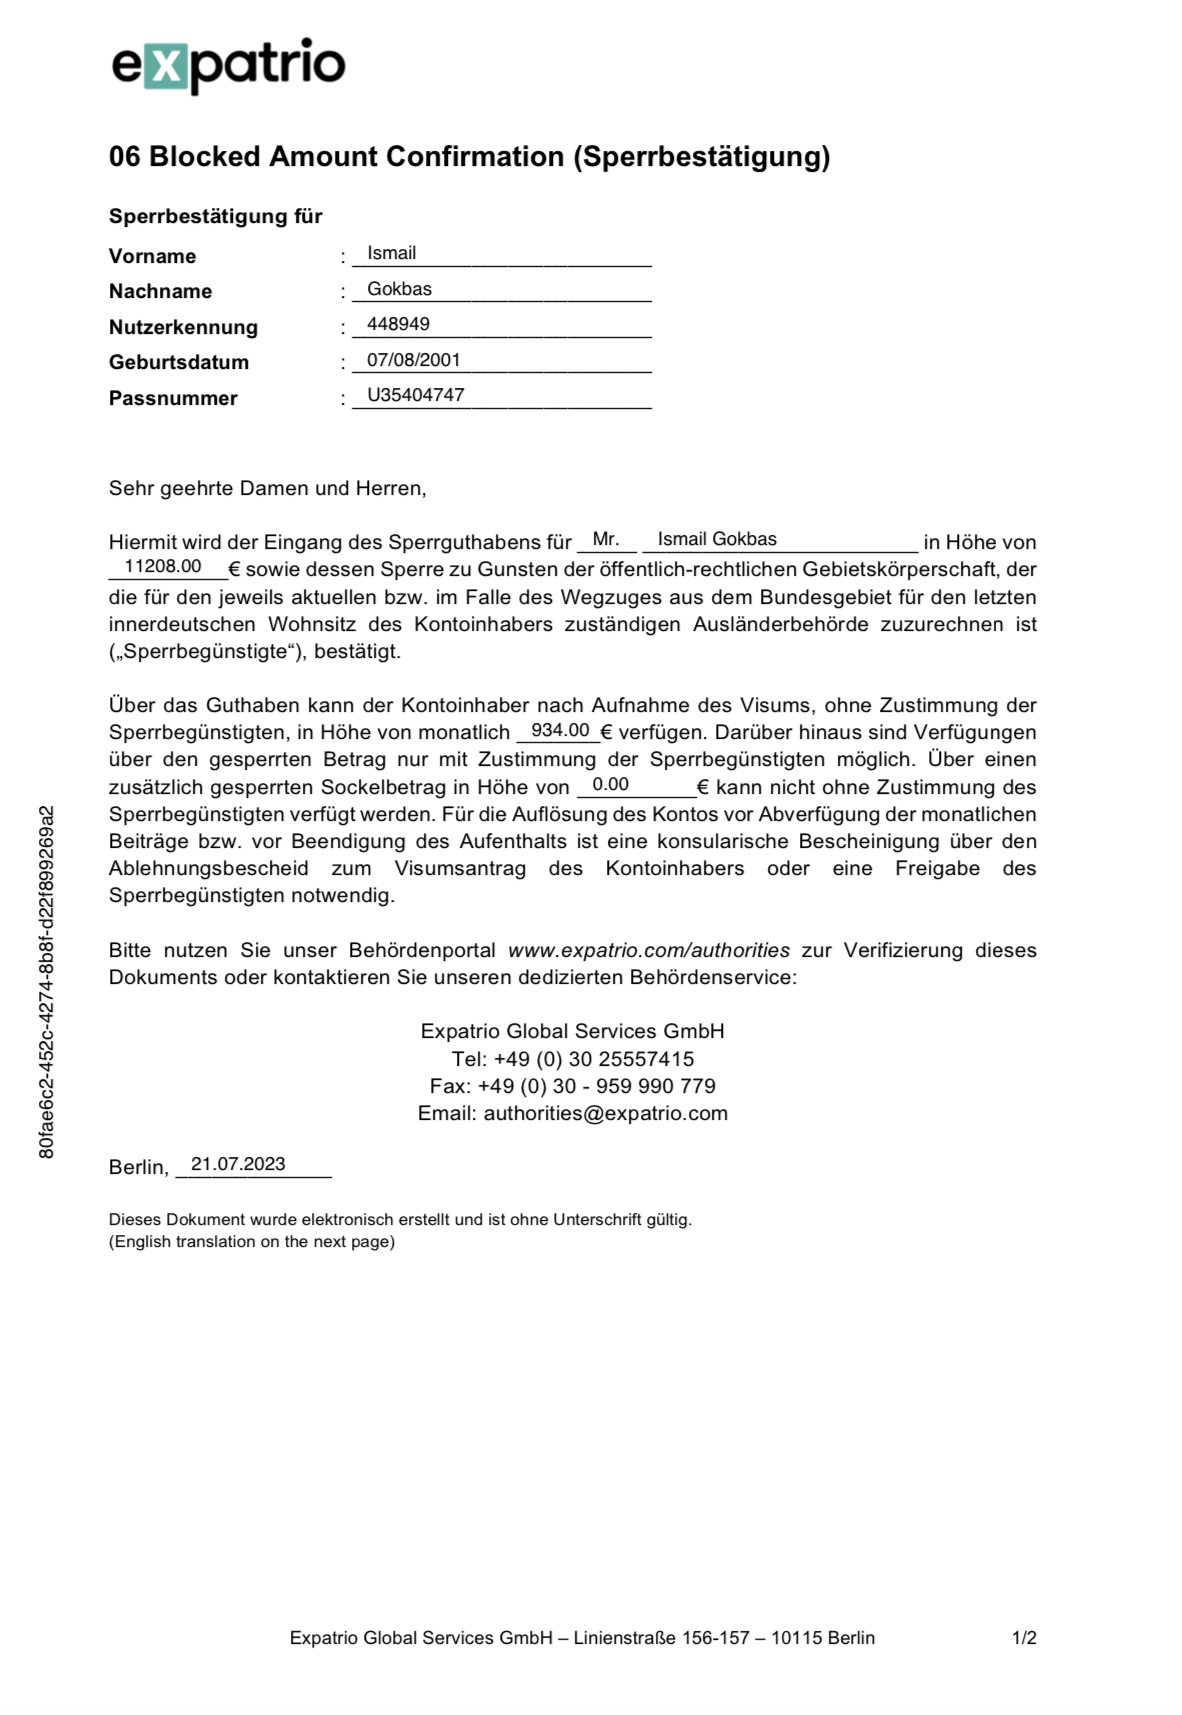 expatrio
06 Blocked Amount Confirmation (Sperrbestätigung)
Sperrbestätigung für
Vorname : Ismail
Nachname : Gokbas
Nutzerkennung : 448949
Geburtsdatum : 07/08/2001
Passnummer : U35404747
Sehr geehrte Damen und Herren,
Hiermit wird der Eingang des Sperrguthabens für Mr. Ismail Gokbas in Höhe von
11208.00 € sowie dessen Sperre zu Gunsten der öffentlich-rechtlichen Gebietskörperschaft, der
die für den jeweils aktuellen bzw. im Falle des Wegzuges aus dem Bundesgebiet für den letzten
innerdeutschen Wohnsitz des Kontoinhabers zuständigen Ausländerbehörde zuzurechnen ist
(„Sperrbegünstigte“), bestätigt.
Über das Guthaben kann der Kontoinhaber nach Aufnahme des Visums, ohne Zustimmung der
Sperrbegünstigten, in Höhe von monatlich 934.00 € verfügen. Darüber hinaus sind Verfügungen
über den gesperrten Betrag nur mit Zustimmung der Sperrbegünstigten möglich. Über einen
zusätzlich gesperrten Sockelbetrag in Höhe von 0.00 € kann nicht ohne Zustimmung des
Sperrbegünstigten verfügt werden. Für die Auflösung des Kontos vor Abverfügung der monatlichen
Beiträge bzw. vor Beendigung des Aufenthalts ist eine konsularische Bescheinigung über den
Ablehnungsbescheid zum Visumsantrag des Kontoinhabers oder eine Freigabe des
Sperrbegünstigten notwendig.
Bitte nutzen Sie unser Behördenportal www.expatrio.com/authorities zur Verifizierung dieses
Dokuments oder kontaktieren Sie unseren dedizierten Behördenservice:
Expatrio Global Services GmbH
Tel: +49 (0) 30 25557415
Fax: +49 (0) 30 - 959 990 779
Email: authorities@expatrio.com
Berlin, 21.07.2023
Dieses Dokument wurde elektronisch erstellt und ist ohne Unterschrift gültig.
(English translation on the next page)
80fae6c2-452c-4274-8b8f-d22f899269a2
Expatrio Global Services GmbH – Linienstraße 156-157 – 10115 Berlin 1/2